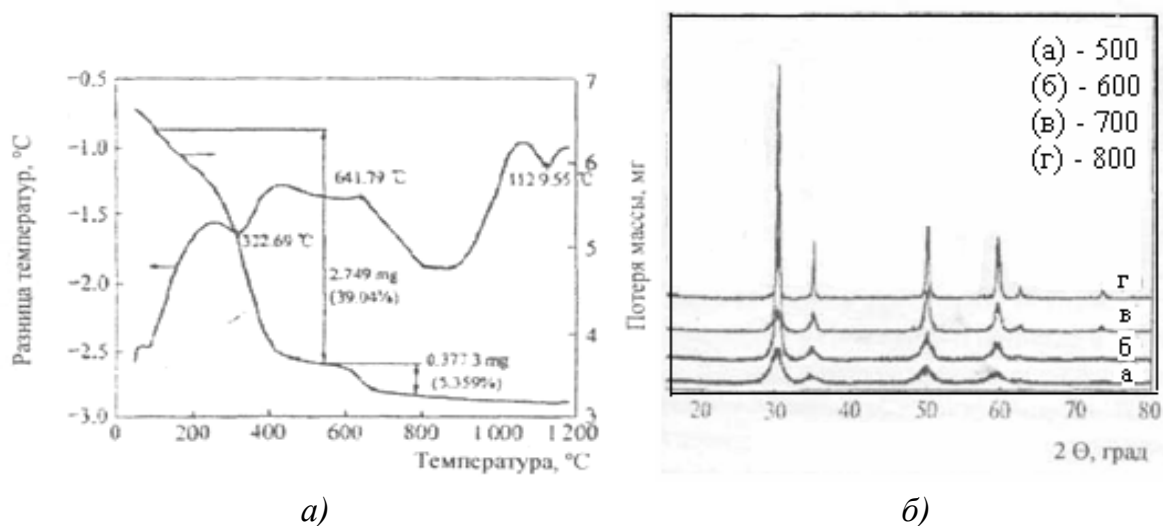 Разница температур, °C
−0.5
−1.0
−1.5
−2.0
−2.5
−3.0
0
200
400
600
800
1 000
1 200
Температура, °C
7
6
5
4
3
641.79 ℃
322.69 ℃
112 9.55 ℃
2.749 mg
(39.04%)
0.377 3 mg
(5.359%)
а)
Потеря массы, мг
(а) - 500
(б) - 600
(в) - 700
(г) - 800
г
в
б
а
20
30
40
50
60
70
80
2 Θ, град
б)